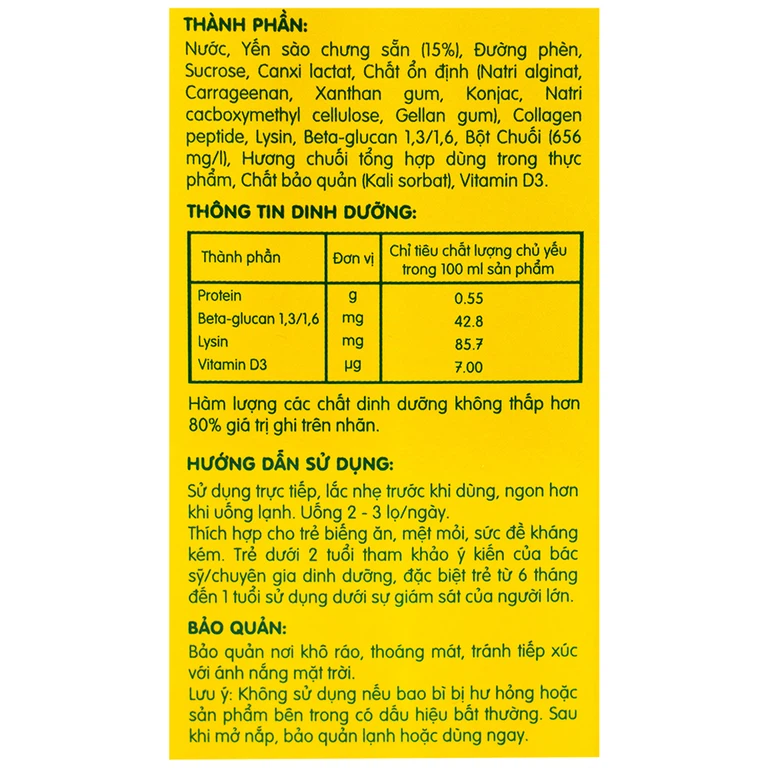 THÀNH PHẦN:
Nước, Yến sào chưng sẵn (15%), Đường phèn,
Sucrose, Canxi lactat, Chất ổn định (Natri alginat,
Carrageenan, Xanthan gum, Konjac, Natri
cacboxymethyl cellulose, Gellan gum), Collagen
peptide, Lysin, Beta-glucan 1,3/1,6, Bột Chuối (656
mg/l), Hương chuối tổng hợp dùng trong thực
phẩm, Chất bảo quản (Kali sorbat), Vitamin D3.
THÔNG TIN DINH DƯỠNG:
Thành phần Đơn vị Chỉ tiêu chất lượng chủ yếu
trong 100 ml sản phẩm
Protein g 0.55
Beta-glucan 1,3/1,6 mg 42.8
Lysin mg 85.7
Vitamin D3 µg 7.00
Hàm lượng các chất dinh dưỡng không thấp hơn
80% giá trị ghi trên nhãn.
HƯỚNG DẪN SỬ DỤNG:
Sử dụng trực tiếp, lắc nhẹ trước khi dùng, ngon hơn
khi uống lạnh. Uống 2 - 3 lọ/ngày.
Thích hợp cho trẻ biếng ăn, mệt mỏi, sức đề kháng
kém. Trẻ dưới 2 tuổi tham khảo ý kiến của bác
sỹ/chuyên gia dinh dưỡng, đặc biệt trẻ từ 6 tháng
đến 1 tuổi sử dụng dưới sự giám sát của người lớn.
BẢO QUẢN:
Bảo quản nơi khô ráo, thoáng mát, tránh tiếp xúc
với ánh nắng mặt trời.
Lưu ý: Không sử dụng nếu bao bì bị hư hỏng hoặc
sản phẩm bên trong có dấu hiệu bất thường. Sau
khi mở nắp, bảo quản lạnh hoặc dùng ngay.